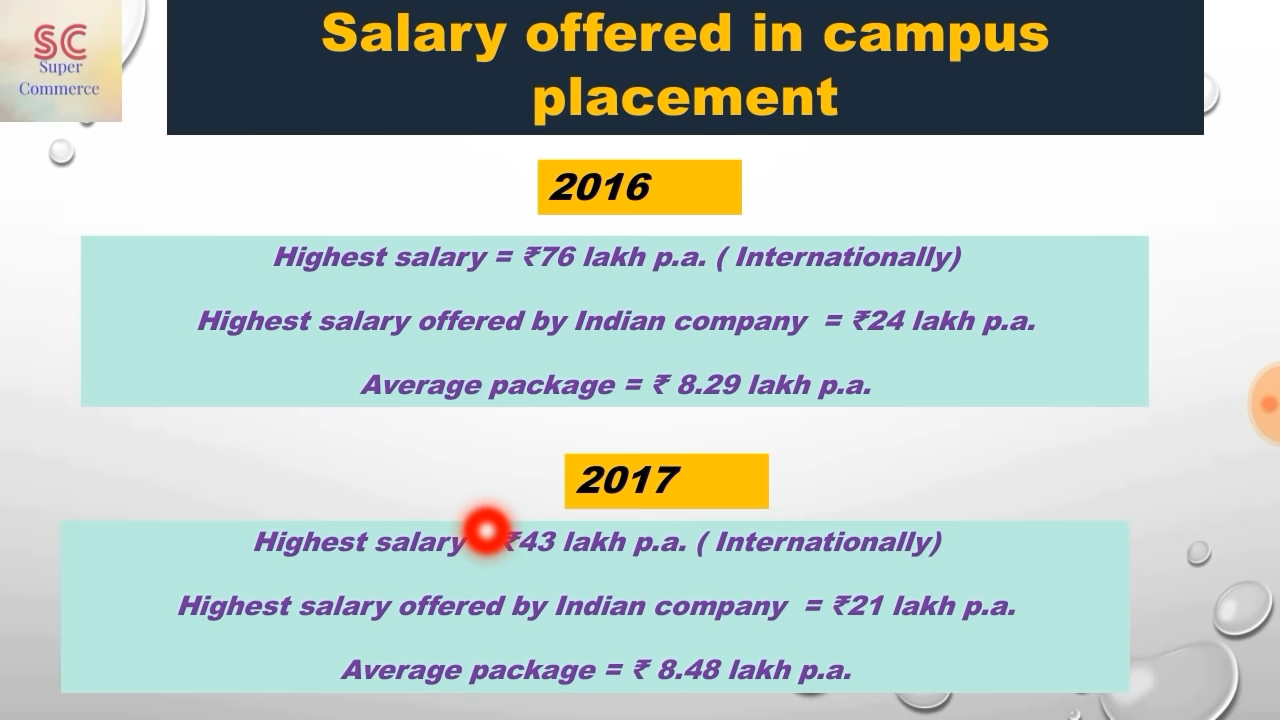 SC
Super
Commerce
Salary offered in campus
placement
2016
Highest salary = ₹76 lakh p.a. ( Internationally)
Highest salary offered by Indian company = ₹24 lakh p.a.
Average package = ₹ 8.29 lakh p.a.
2017
Highest salary ₹43 lakh p.a. ( Internationally)
Highest salary offered by Indian company = ₹21 lakh p.a.
Average package = ₹ 8.48 lakh p.a.